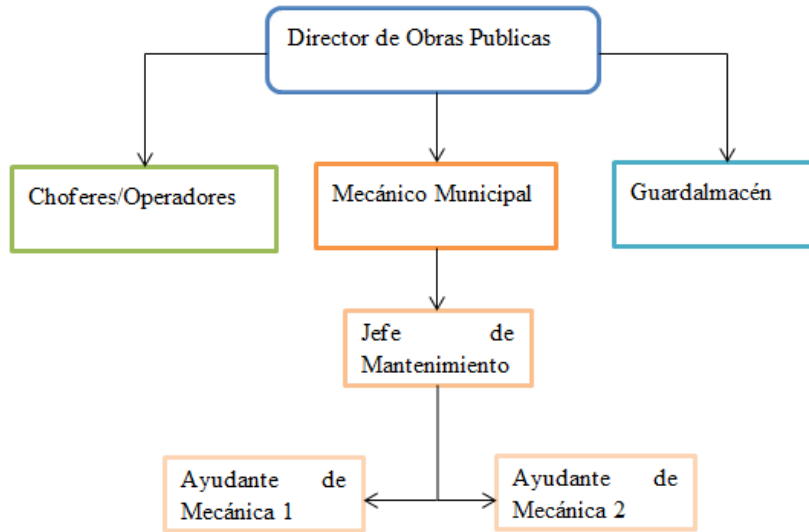 Director de Obras Publicas
Choferes/Operadores
Mecánico Municipal
Guardalmacén
Jefe de
Mantenimiento
Ayudante de
Mecánica 1
Ayudante de
Mecánica 2